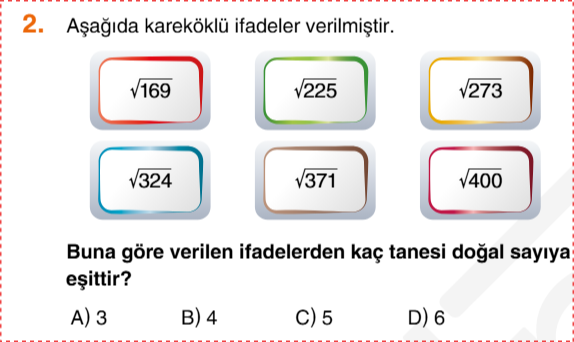 2. Aşağıda kareköklü ifadeler verilmiştir.
√169 √225 √273
√324 √371 √400
Buna göre verilen ifadelerden kaç tanesi doğal sayıya
eşittir?
A) 3 B) 4 C) 5 D) 6